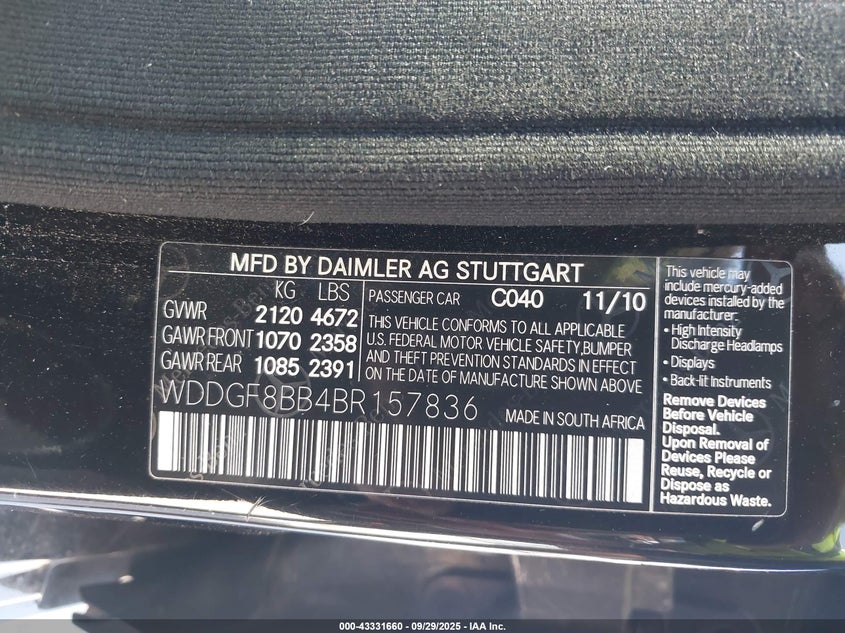 MFD BY DAIMLER AG STUTTGART
KG LBS
GVWR 2120 4672
GAWR FRONT 1070 2358
GAWR REAR 1085 2391
PASSENGER CAR C040 11/10
THIS VEHICLE CONFORMS TO ALL APPLICABLE
U.S. FEDERAL MOTOR VEHICLE SAFETY,BUMPER
AND THEFT PREVENTION STANDARDS IN EFFECT
ON THE DATE OF MANUFACTURE SHOWN ABOVE
WDDGF8BB4BR157836
MADE IN SOUTH AFRICA
This vehicle may
include mercury-added
devices installed by the
manufacturer:
• High Intensity
Discharge Headlamps
• Displays
• Back-lit Instruments
Remove Devices
Before Vehicle
Disposal.
Upon Removal of
Devices Please
Reuse, Recycle or
Dispose as
Hazardous Waste.
000-43331660 - 09/29/2025 - IAA Inc.